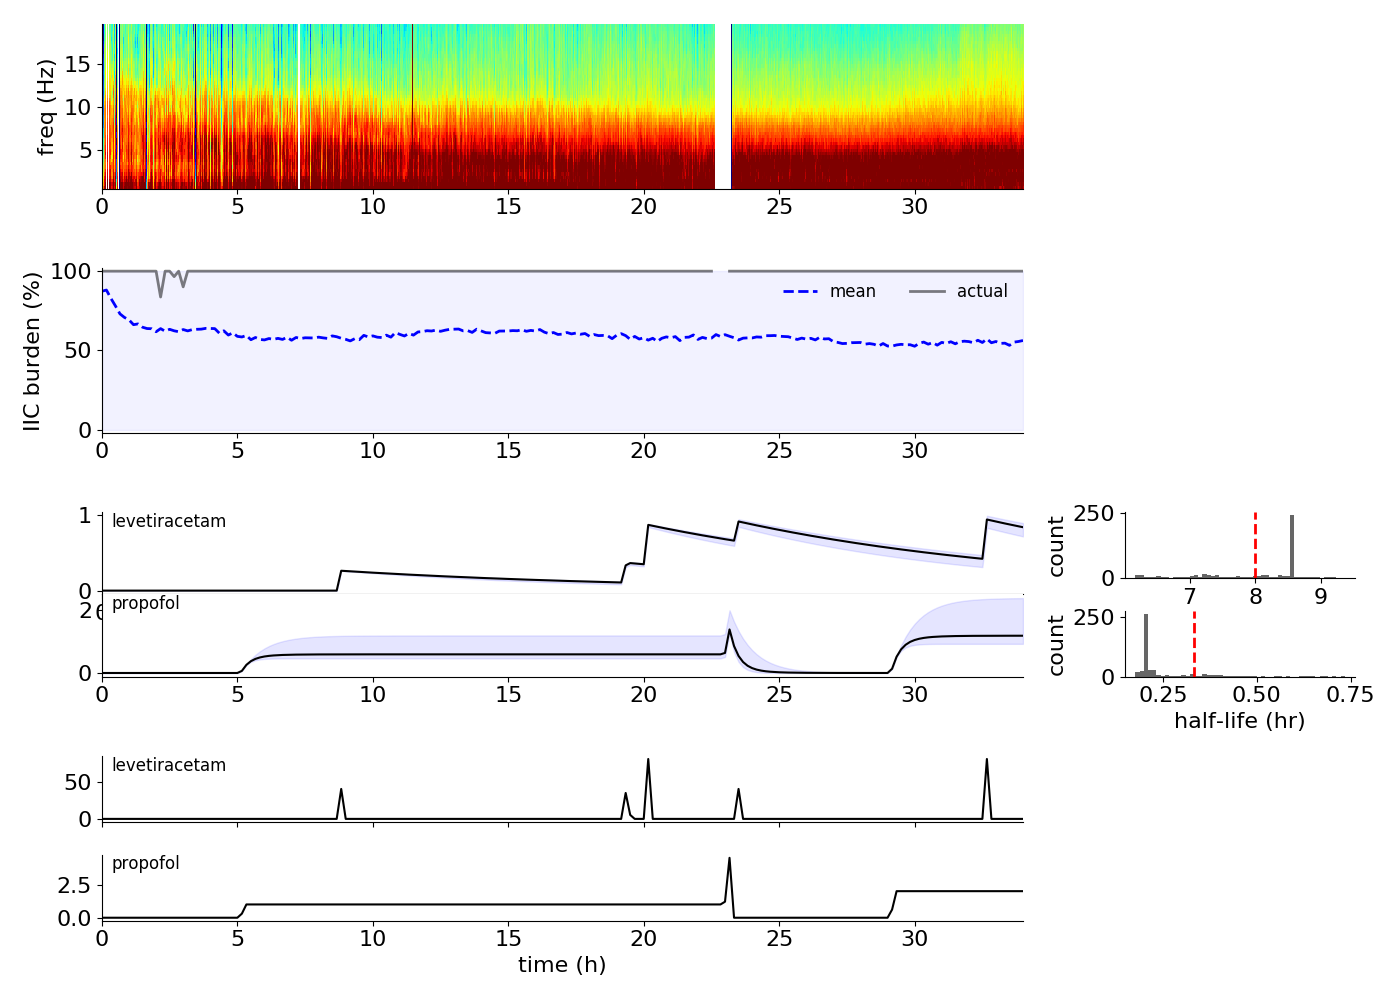 freq (Hz)
15
10
5
0 5 10 15 20 25 30
IIC burden (%)
100
50
0
mean actual
0 5 10 15 20 25 30
1
0
levetiracetam
2
0
propofol
0 5 10 15 20 25 30
count
250
0
7 8 9
count
250
0
0.25 0.50 0.75
half-life (hr)
50
0
levetiracetam
2.5
0.0
propofol
0 5 10 15 20 25 30
time (h)